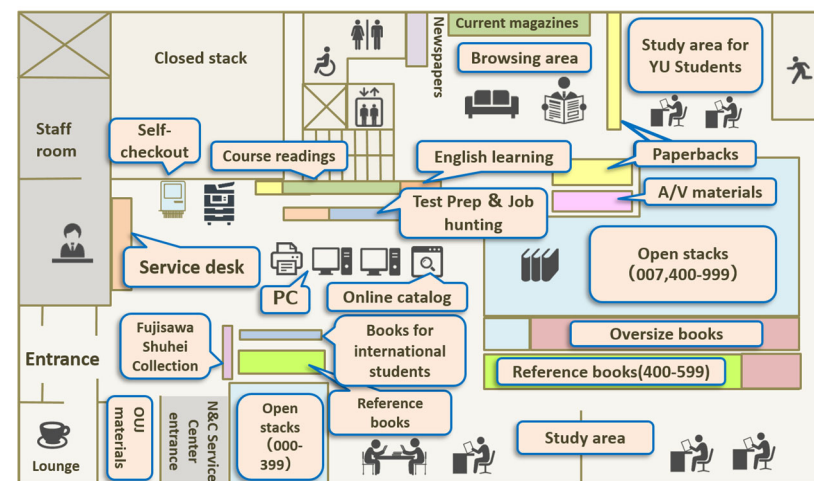 Current magazines
Newspapers
Closed stack
Browsing area
Study area for
YU Students
Staff
room
Self-
checkout
Course readings
English learning
Paperbacks
A/V materials
Test Prep & Job
hunting
Service desk
PC
Online catalog
Open stacks
(007,400-999)
Fujisawa
Shuhei
Collection
Books for
international
students
Oversize books
Entrance
Reference books(400-599)
Reference
books
Lounge
OUJ
materials
N&C Service
Center
entrance
Open
stacks
(000-
399)
Study area